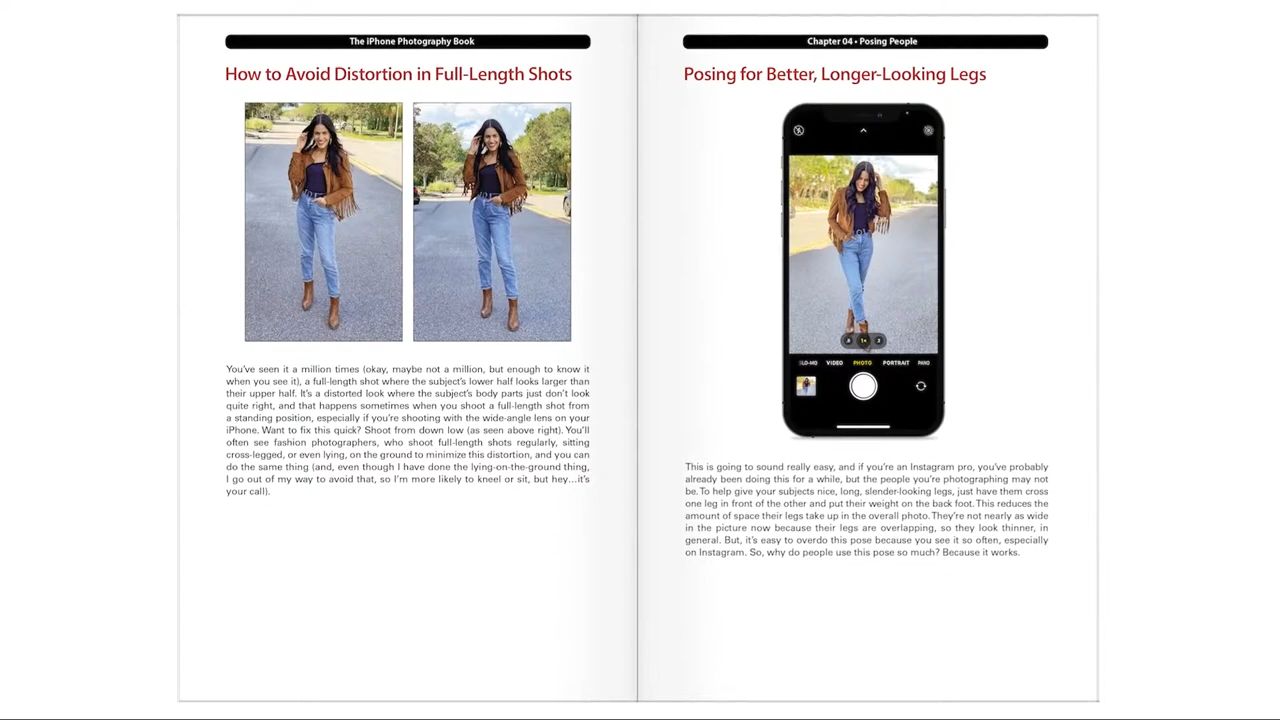 The iPhone Photography Book
How to Avoid Distortion in Full-Length Shots
You've seen it a million times (okay, maybe not a million, but enough to know it
when you see it), a full-length shot where the subject's lower half looks larger than
their upper half. It's a distorted look where the subject's body parts just don't look
quite right, and that happens sometimes when you shoot a full-length shot from
a standing position, especially if you're shooting with the wide-angle lens on your
iPhone. Want to fix this quick? Shoot from down low (as seen above right). You'll
often see fashion photographers, who shoot full-length shots regularly, sitting
cross-legged, or even lying, on the ground to minimize this distortion, and you can
do the same thing (and, even though I have done the lying-on-the-ground thing,
I go out of my way to avoid that, so I'm more likely to kneel or sit, but hey…it's
your call).
Chapter 04 • Posing People
Posing for Better, Longer-Looking Legs
1×
SLO-MO VIDEO PHOTO PORTRAIT PANO
This is going to sound really easy, and if you're an Instagram pro, you've probably
already been doing this for a while, but the people you're photographing may not
be. To help give your subjects nice, long, slender-looking legs, just have them cross
one leg in front of the other and put their weight on the back foot. This reduces the
amount of space their legs take up in the overall photo. They're not nearly as wide
in the picture now because their legs are overlapping, so they look thinner, in
general. But, it's easy to overdo this pose because you see it so often, especially
on Instagram. So, why do people use this pose so much? Because it works.